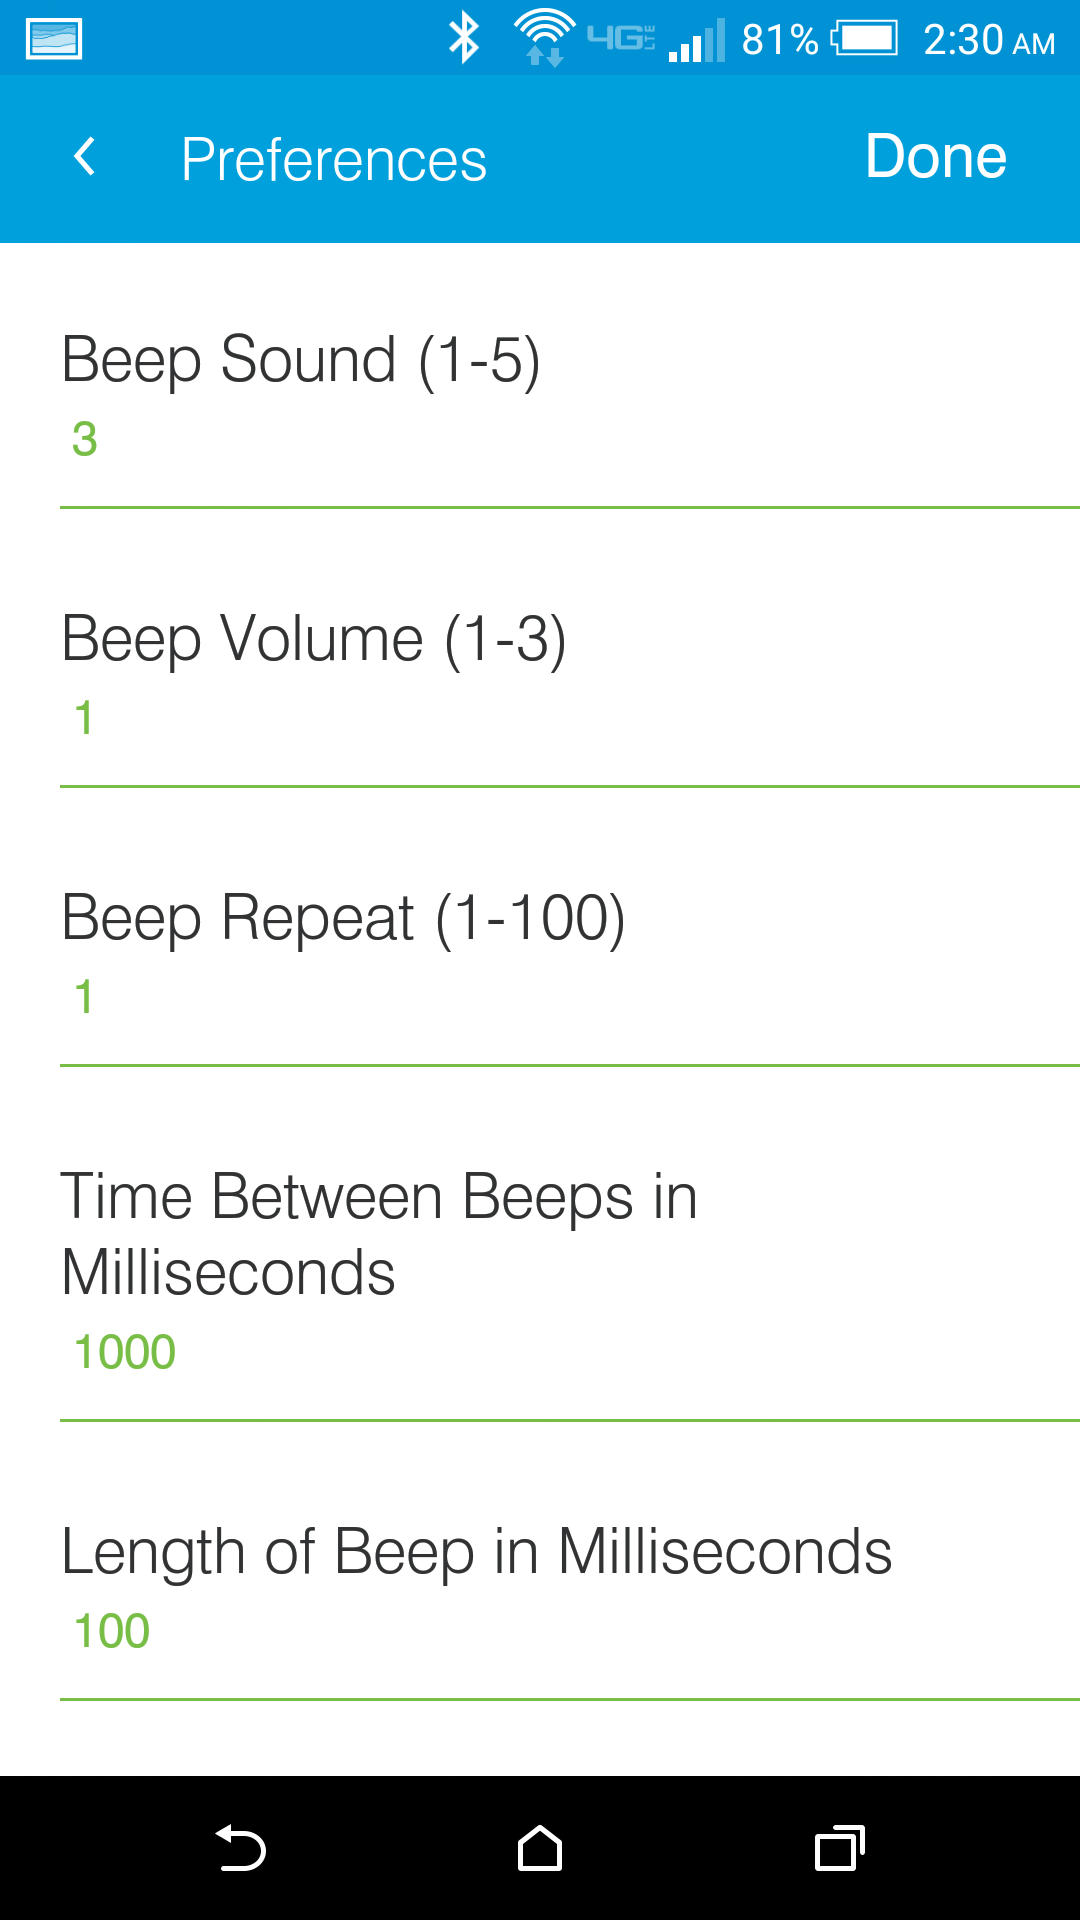 4G LTE 81% 2:30 AM
Preferences Done
Beep Sound (1-5)
3
Beep Volume (1-3)
1
Beep Repeat (1-100)
1
Time Between Beeps in
Milliseconds
1000
Length of Beep in Milliseconds
100